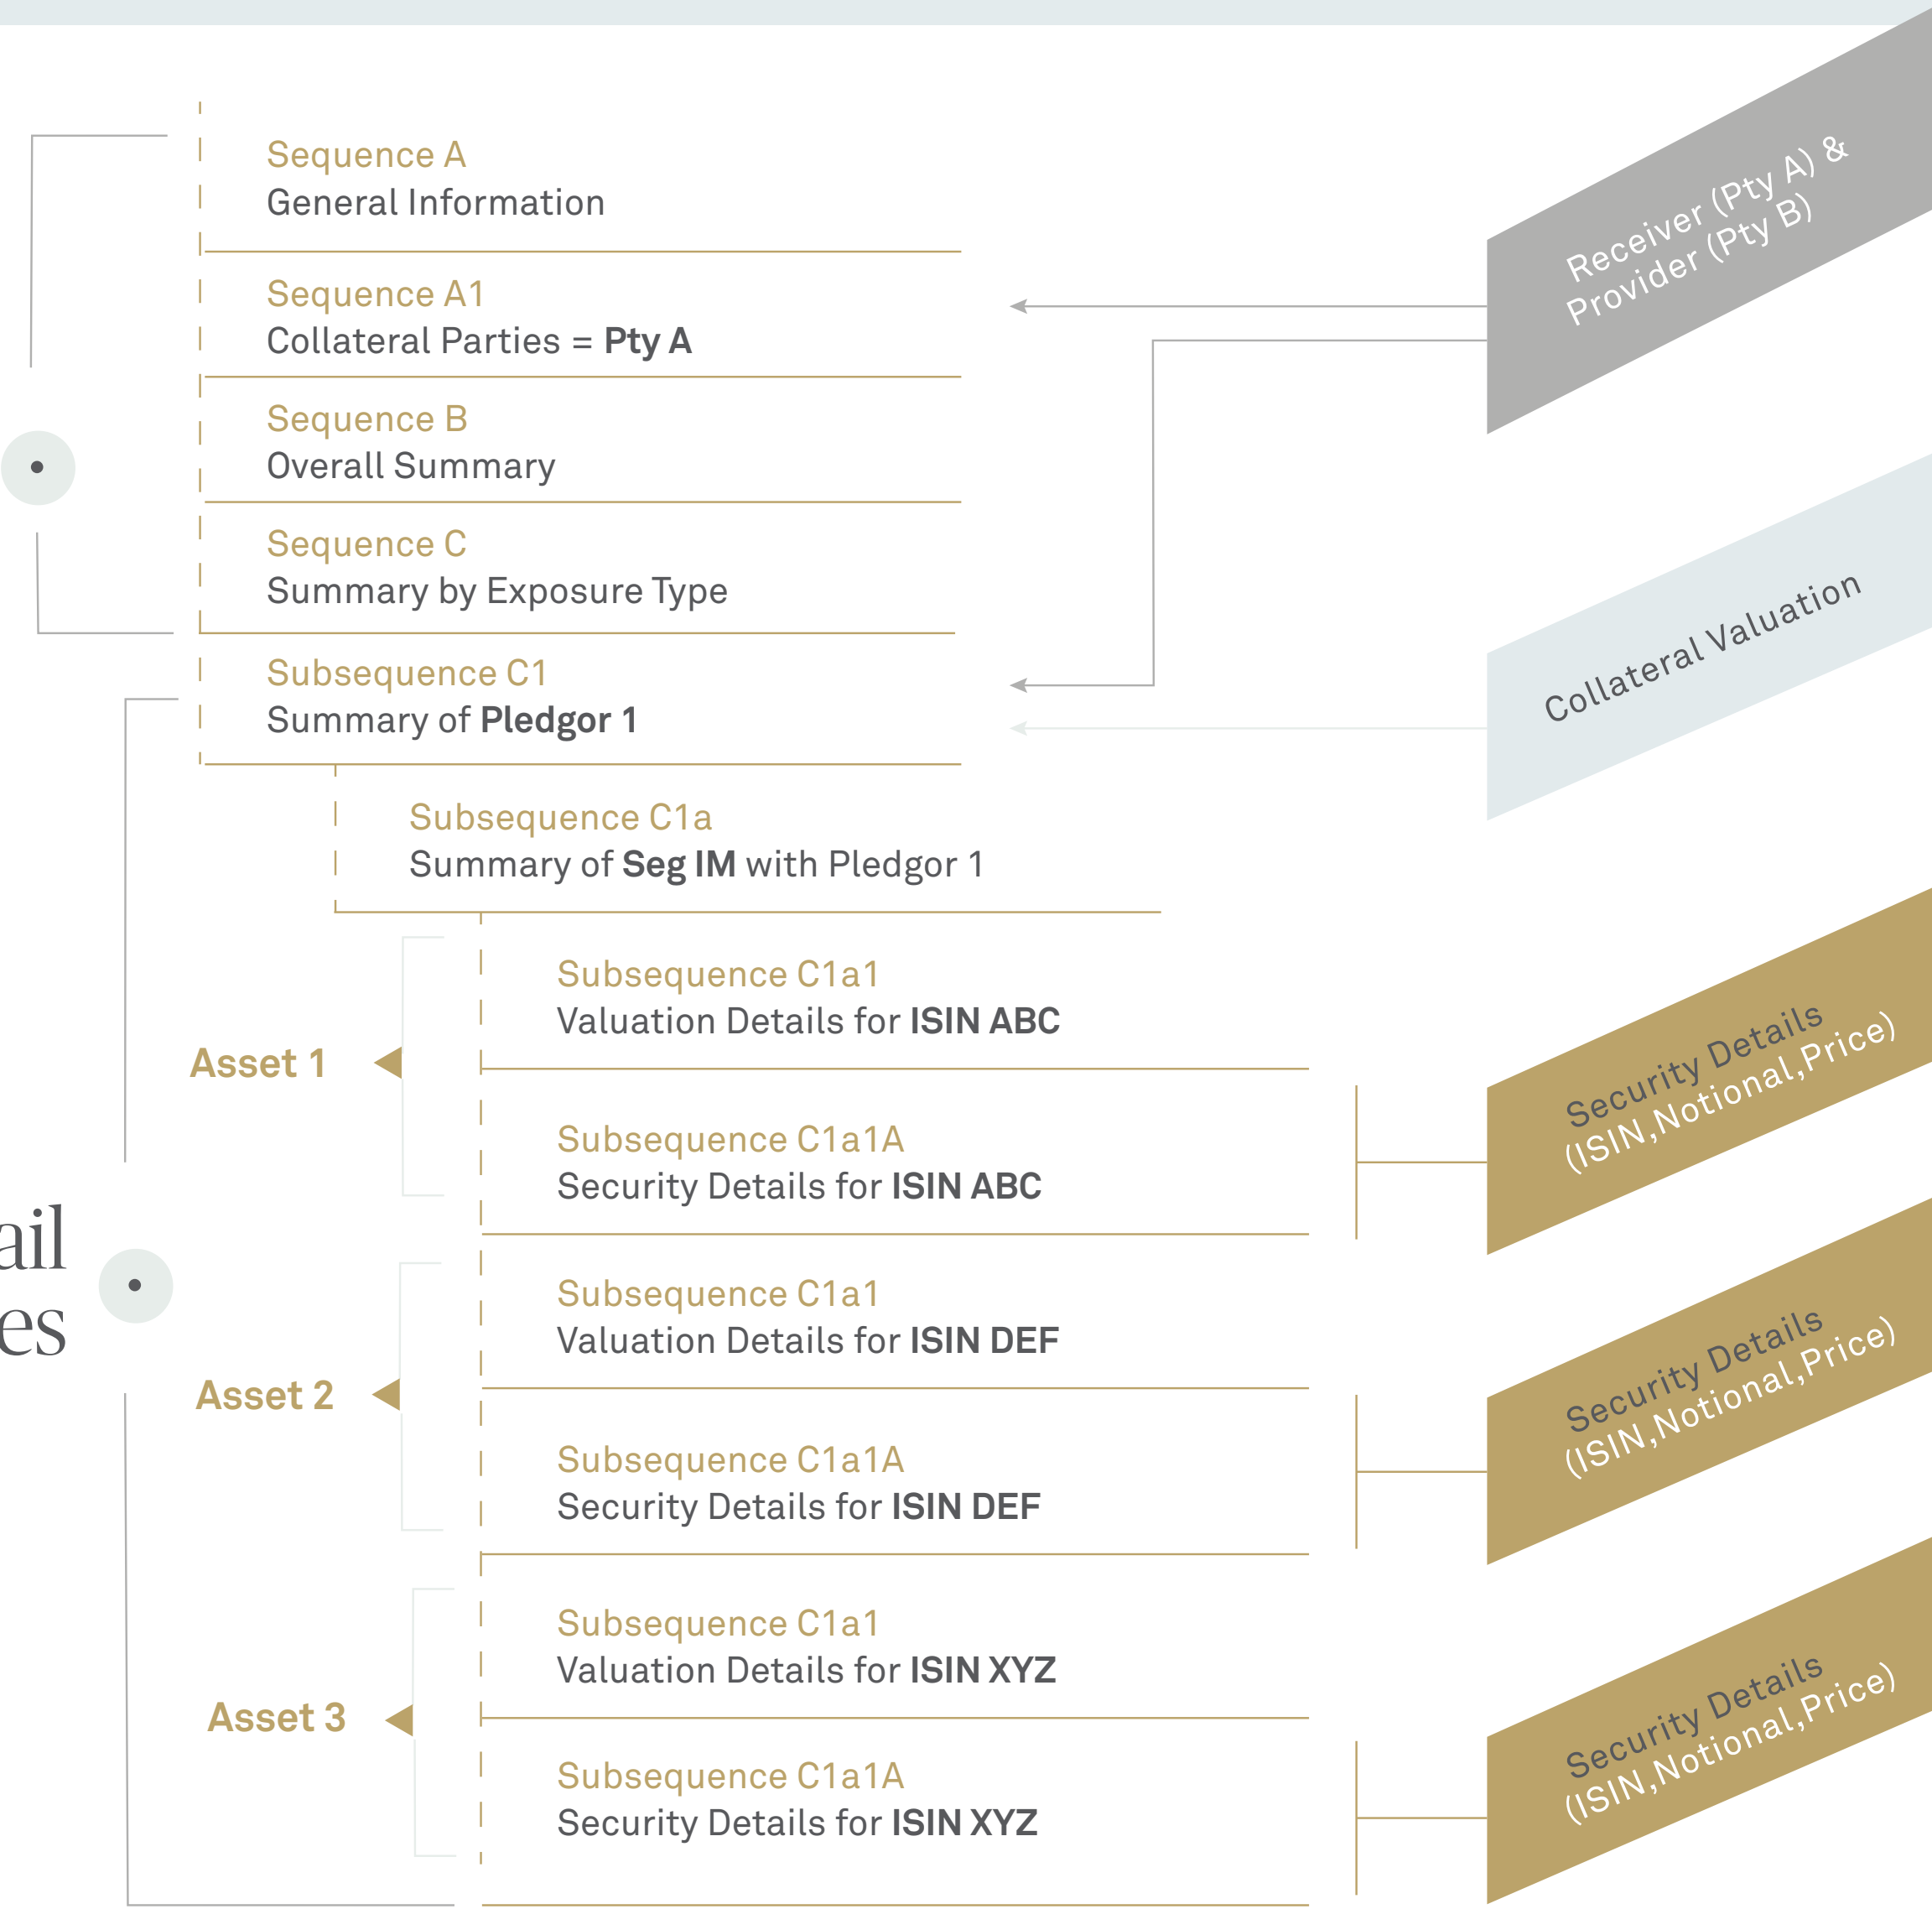 Sequence A
General Information
Sequence A1
Collateral Parties = Pty A
Sequence B
Overall Summary
Sequence C
Summary by Exposure Type
Subsequence C1
Summary of Pledgor 1
Subsequence C1a
Summary of Seg IM with Pledgor 1
Asset 1
Subsequence C1a1
Valuation Details for ISIN ABC
Subsequence C1a1A
Security Details for ISIN ABC
Asset 2
Subsequence C1a1
Valuation Details for ISIN DEF
Subsequence C1a1A
Security Details for ISIN DEF
Asset 3
Subsequence C1a1
Valuation Details for ISIN XYZ
Subsequence C1a1A
Security Details for ISIN XYZ
Receiver (Pty A) &
Provider (Pty B)
Collateral Valuation
Security Details
(ISIN,Notional,Price)
Security Details
(ISIN,Notional,Price)
Security Details
(ISIN,Notional,Price)